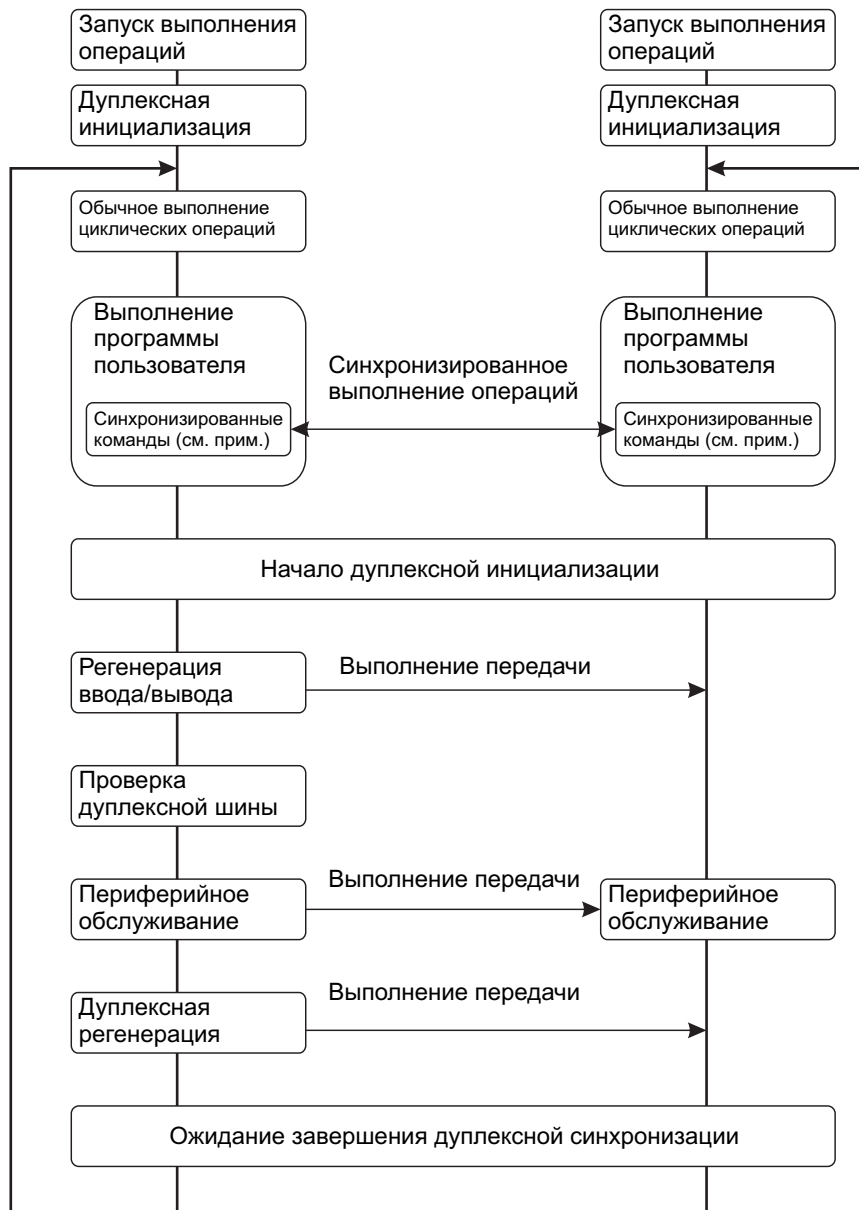 Запуск выполнения
операций
Запуск выполнения
операций
Дуплексная
инициализация
Дуплексная
инициализация
Обычное выполнение
циклических операций
Обычное выполнение
циклических операций
Выполнение
программы
пользователя
Синхронизированные
команды (см. прим.)
Синхронизированное
выполнение операций
Выполнение
программы
пользователя
Синхронизированные
команды (см. прим.)
Начало дуплексной инициализации
Регенерация
ввода/вывода
Выполнение передачи
Проверка
дуплексной шины
Периферийное
обслуживание
Выполнение передачи
Периферийное
обслуживание
Дуплексная
регенерация
Выполнение передачи
Ожидание завершения дуплексной синхронизации